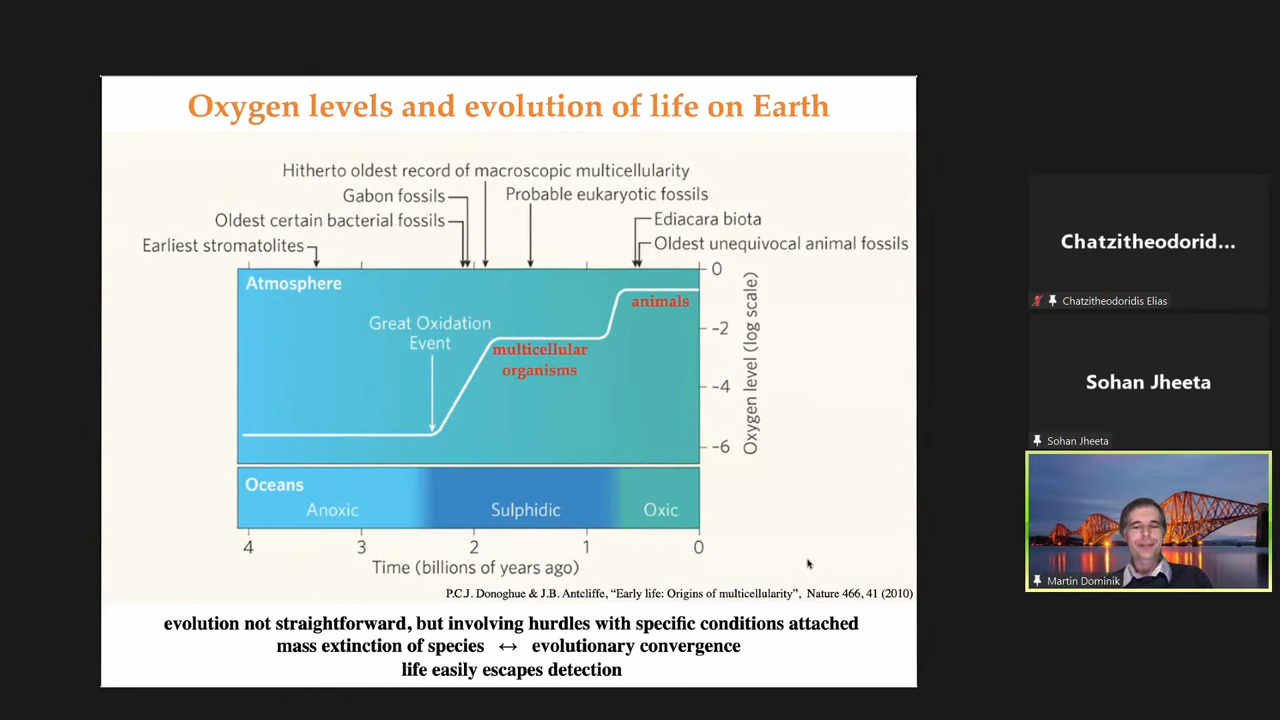 Oxygen levels and evolution of life on Earth
Hitherto oldest record of macroscopic multicellularity
Gabon fossils
Probable eukaryotic fossils
Oldest certain bacterial fossils
Ediacara biota
Earliest stromatolites
Oldest unequivocal animal fossils
Atmosphere
Great Oxidation
Event
multicellular
organisms
animals
0
–2
–4
–6
Oxygen level (log scale)
Oceans
Anoxic
Sulphidic
Oxic
4
3
2
1
0
Time (billions of years ago)
P.C.J. Donoghue & J.B. Antcliffe, “Early life: Origins of multicellularity”, Nature 466, 41 (2010)
evolution not straightforward, but involving hurdles with specific conditions attached
mass extinction of species ↔ evolutionary convergence
life easily escapes detection
Chatzitheodorid...
Chatzitheodoridis Elias
Sohan Jheeta
Sohan Jheeta
Martin Dominik